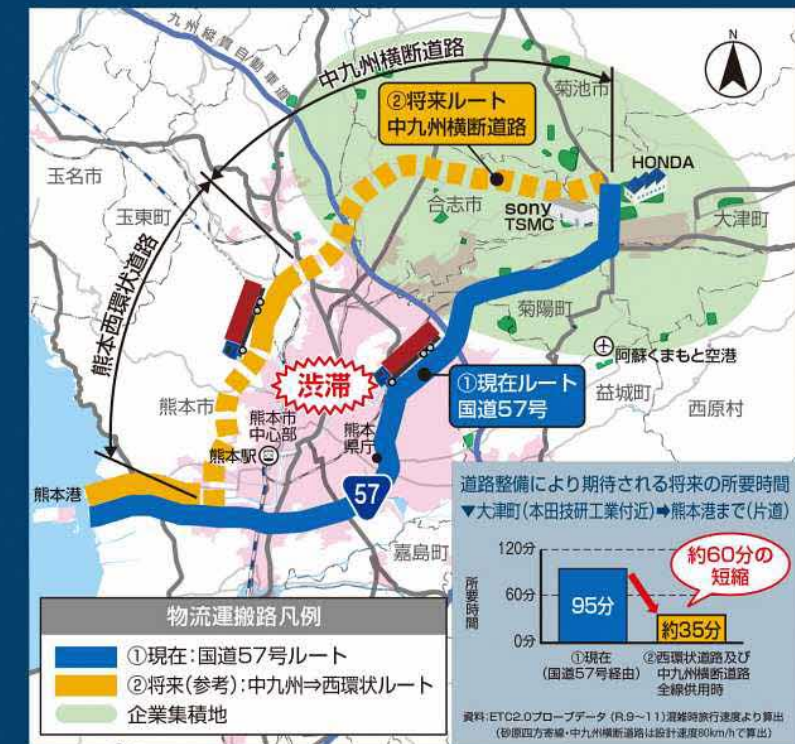 N
九州縦貫自動車道
中九州横断道路
②将来ルート
中九州横断道路
菊池市
HONDA
玉名市
玉東町
合志市
sony
TSMC
大津町
熊本西環状道路
菊陽町
阿蘇くまもと空港
渋滞
①現在ルート
国道57号
益城町
西原村
熊本市
熊本市
中心部
熊本駅
熊本
県庁
熊本港
57
嘉島町
物流運搬路凡例
①現在:国道57号ルート
②将来(参考):中九州⇒西環状ルート
企業集積地
道路整備により期待される将来の所要時間
▼大津町(本田技研工業付近)➡熊本港まで(片道)
120分
60分
0分
所要時間
95分
約35分
約60分の
短縮
①現在
(国道57号経由)
②西環状道路及び
中九州横断道路
全線供用時
資料:ETC2.0プローブデータ (R.9~11)混雑時旅行速度より算出
(砂原四方寄線・中九州横断道路は設計速度80km/hで算出)